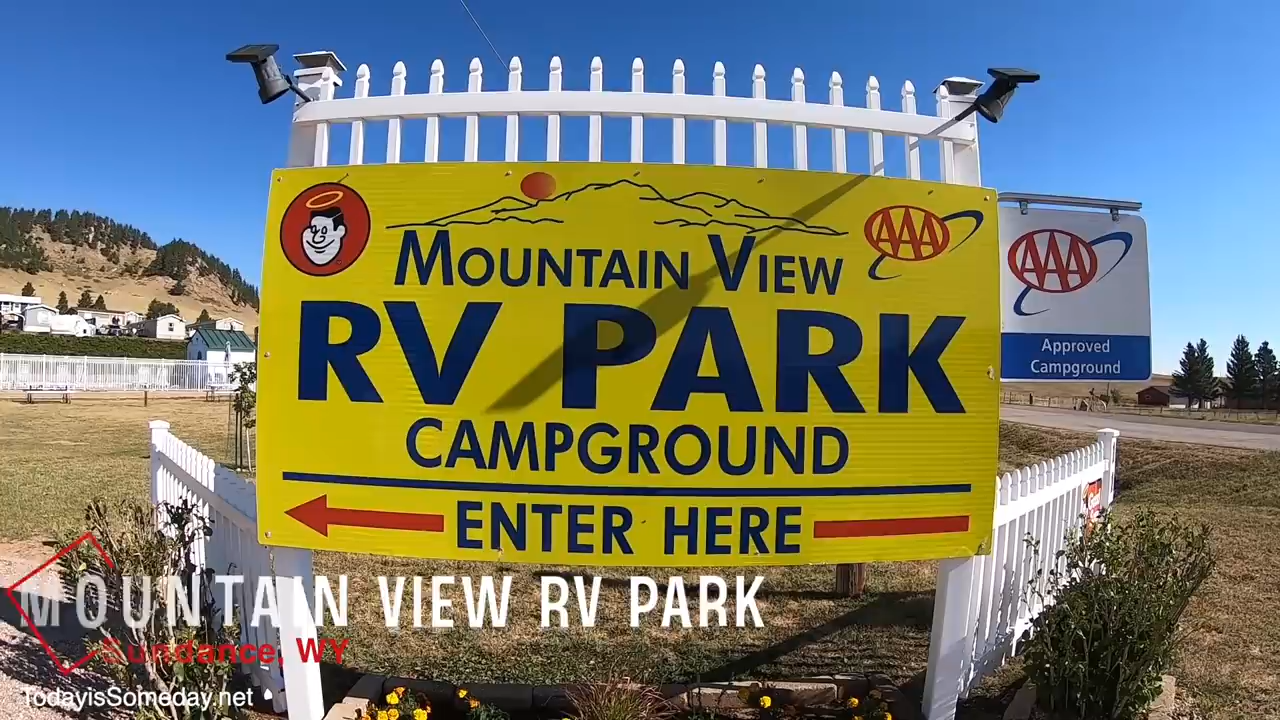 MOUNTAIN VIEW
RV PARK
CAMPGROUND
ENTER HERE
AAA
AAA
Approved
Campground
MOUNTAIN VIEW RV PARK
Sundance, WY
TodayisSomeday.net